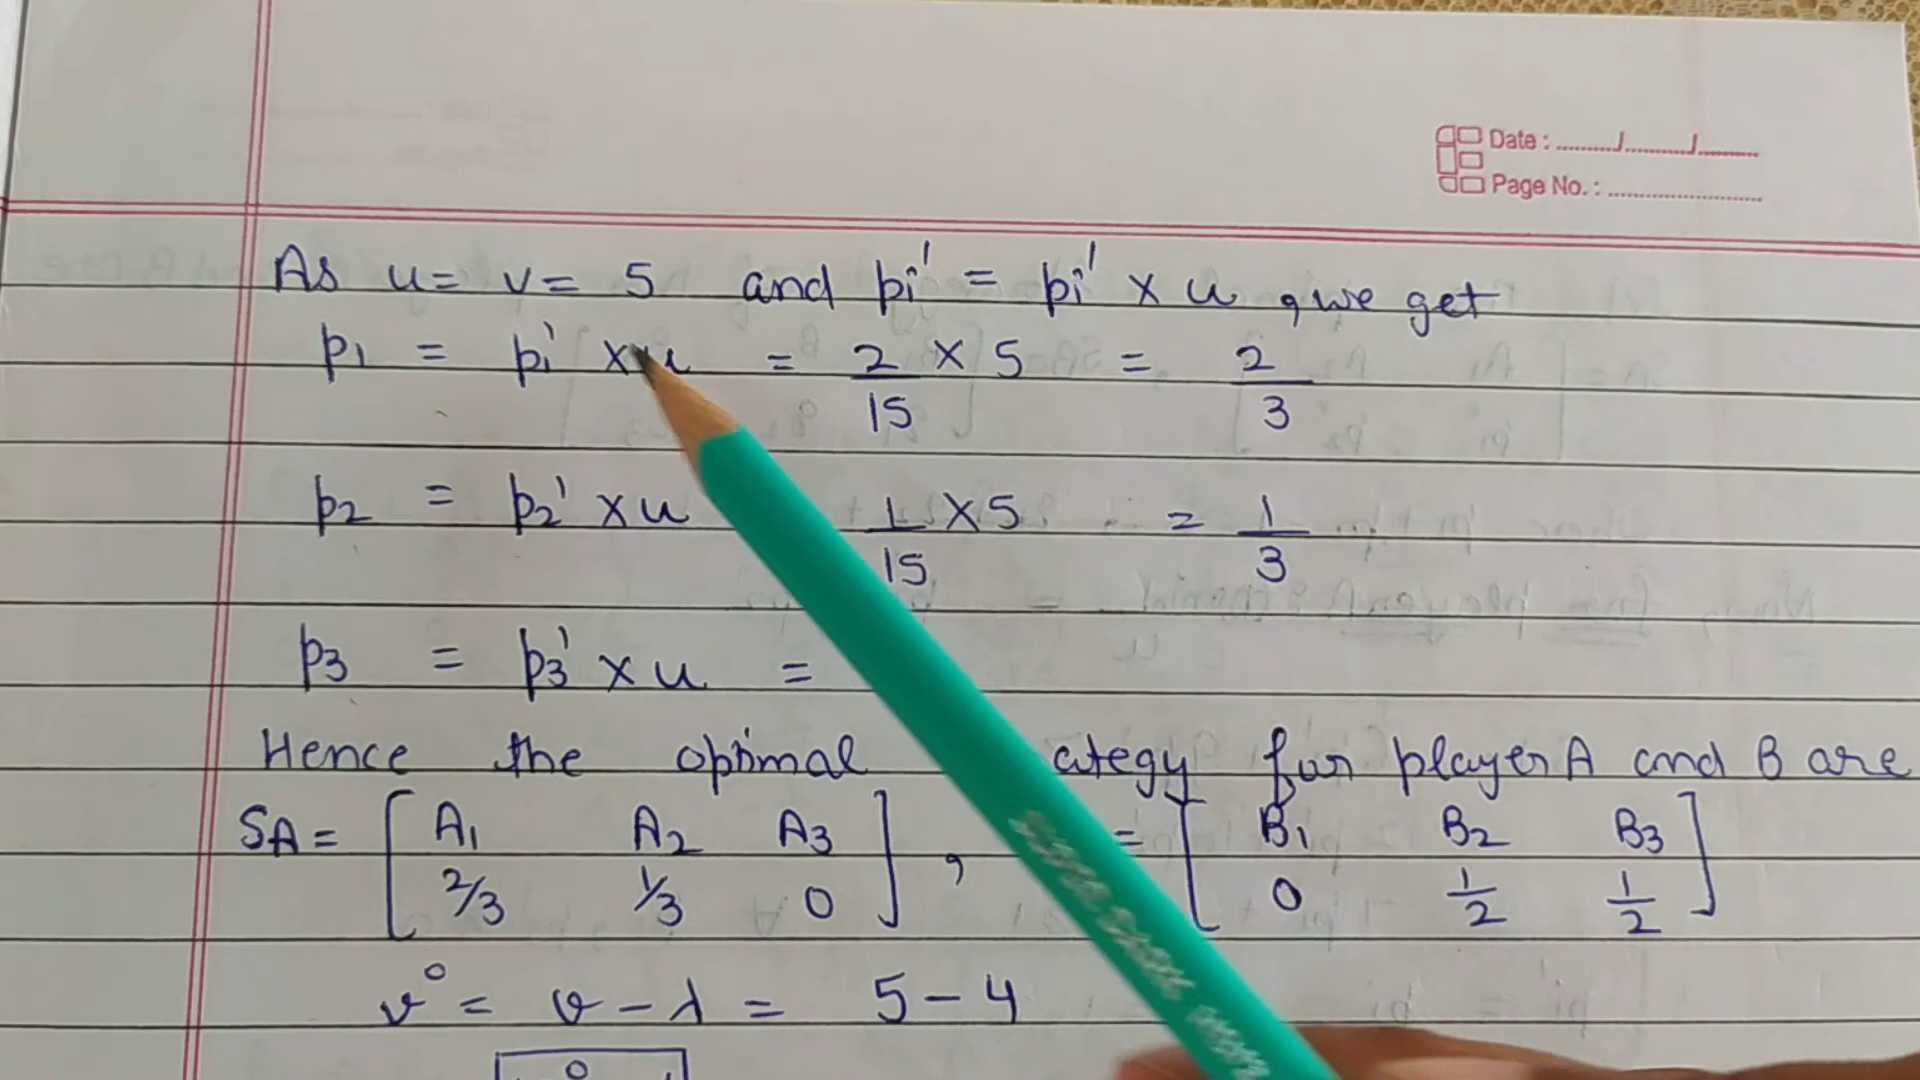 Date : ........./........./.........
Page No. : ........................
As u = v = 5 and pi' = pi' × u, we get
p1 = pi' × u = 2/15 × 5 = 2/3
p2 = p2' × u 1/15 × 5 = 1/3
p3 = p3' × u =
Hence the optimal ategy for player A and B are
SA = [ A1 A2 A3 ] , = [ B1 B2 B3 ]
2/3 1/3 0 0 1/2 1/2
v° = v - λ = 5 - 4